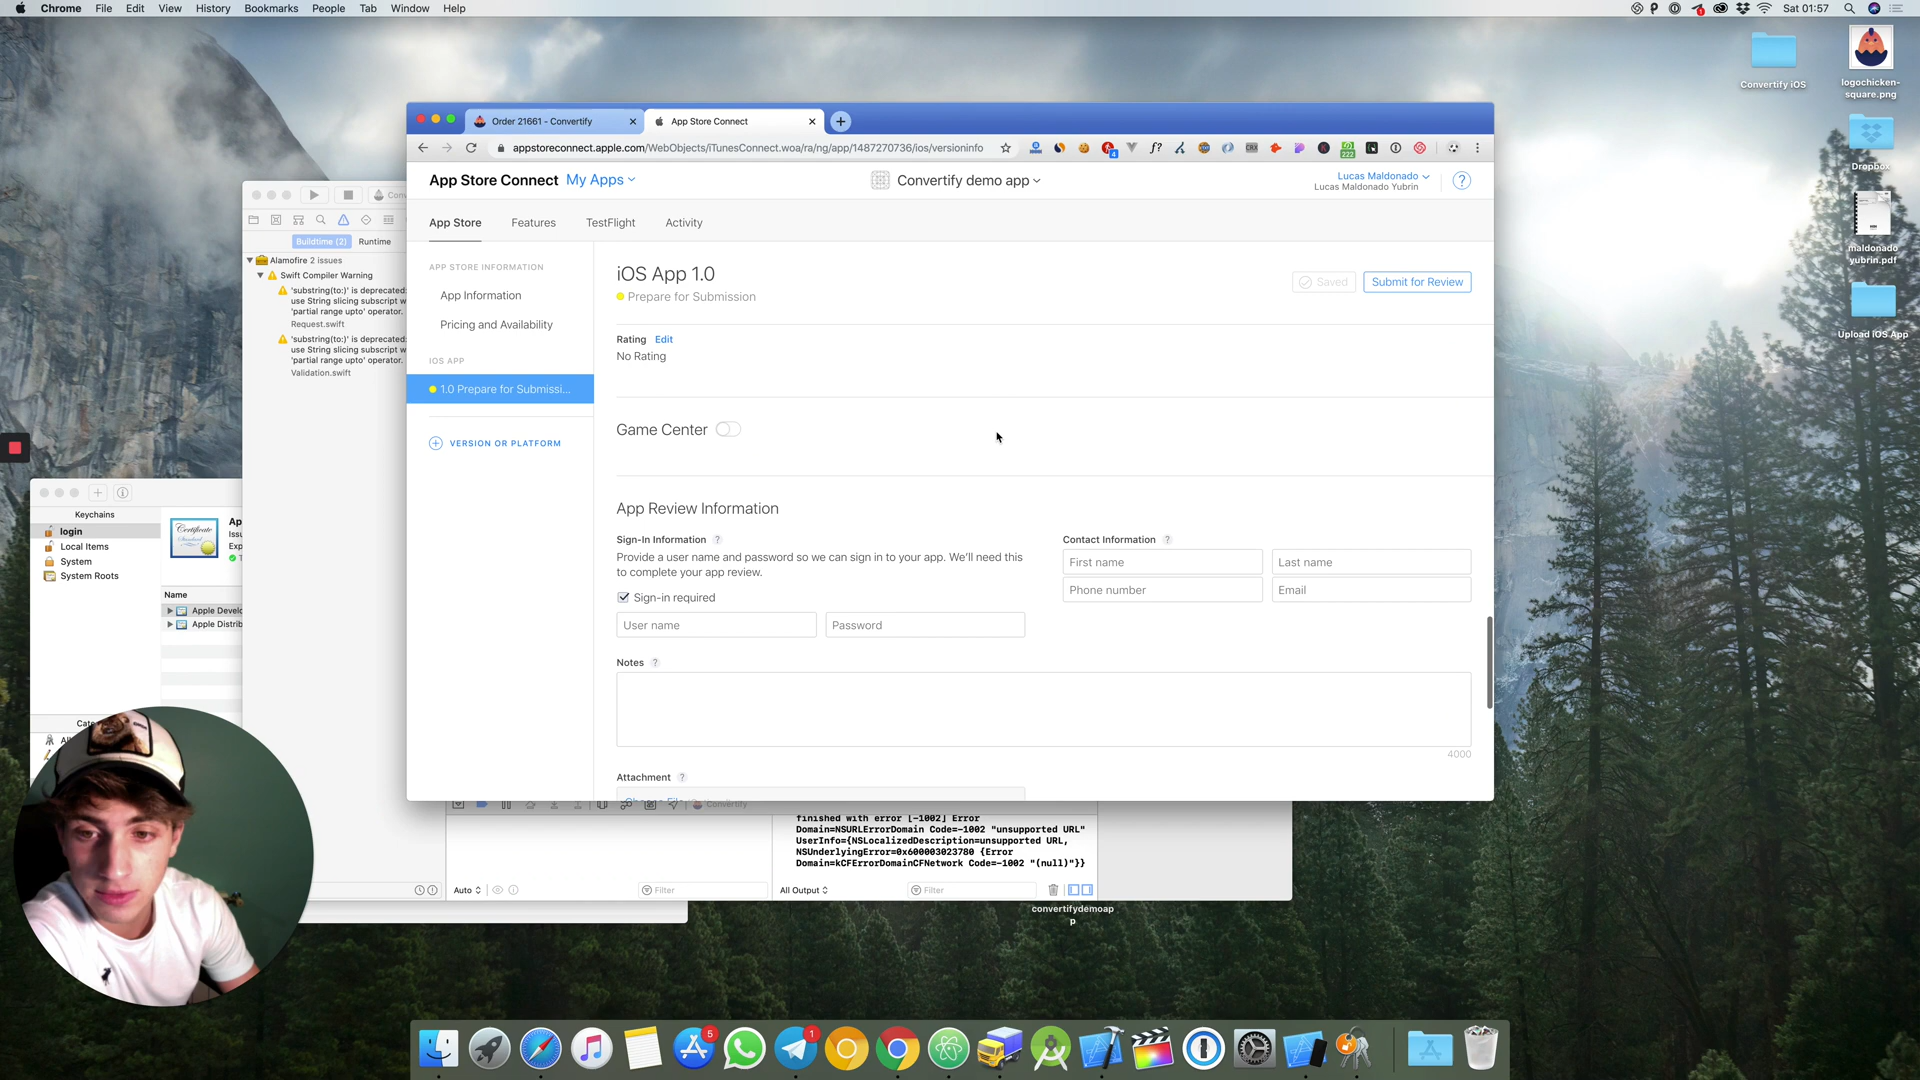 Chrome File Edit View History Bookmarks People Tab Window Help
Sat 01:57
Convertify iOS
logochicken-
square.png
Dropbox
maldonado
yubrin.pdf
Upload iOS App
Order 21661 - Convertify
App Store Connect
appstoreconnect.apple.com/WebObjects/iTunesConnect.woa/ra/ng/app/1487270736/ios/versioninfo
App Store Connect My Apps
Convertify demo app
Lucas Maldonado
Lucas Maldonado Yubrin
?
App Store Features TestFlight Activity
APP STORE INFORMATION
App Information
Pricing and Availability
IOS APP
1.0 Prepare for Submissi...
VERSION OR PLATFORM
iOS App 1.0
Prepare for Submission
Saved
Submit for Review
Rating Edit
No Rating
Game Center
App Review Information
Sign-In Information ?
Provide a user name and password so we can sign in to your app. We'll need this
to complete your app review.
Sign-in required
User name Password
Contact Information ?
First name Last name
Phone number Email
Notes ?
4000
Attachment ?
Buildtime (2) Runtime
Alamofire 2 issues
Swift Compiler Warning
'substring(to:)' is deprecated:
use String slicing subscript w
'partial range upto' operator.
Request.swift
'substring(to:)' is deprecated:
use String slicing subscript w
'partial range upto' operator.
Validation.swift
Keychains
login
Local Items
System
System Roots
Certificate
Standard
Ap
Issu
Exp
Name
Apple Develo
Apple Distrib
Cate
Convertify
finished with error [-1002] Error
Domain=NSURLErrorDomain Code=-1002 "unsupported URL"
UserInfo={NSLocalizedDescription=unsupported URL,
NSUnderlyingError=0x600003023780 {Error
Domain=kCFErrorDomainCFNetwork Code=-1002 "(null)"}}
Auto
Filter
All Output
Filter
convertifydemoap
p
5
1